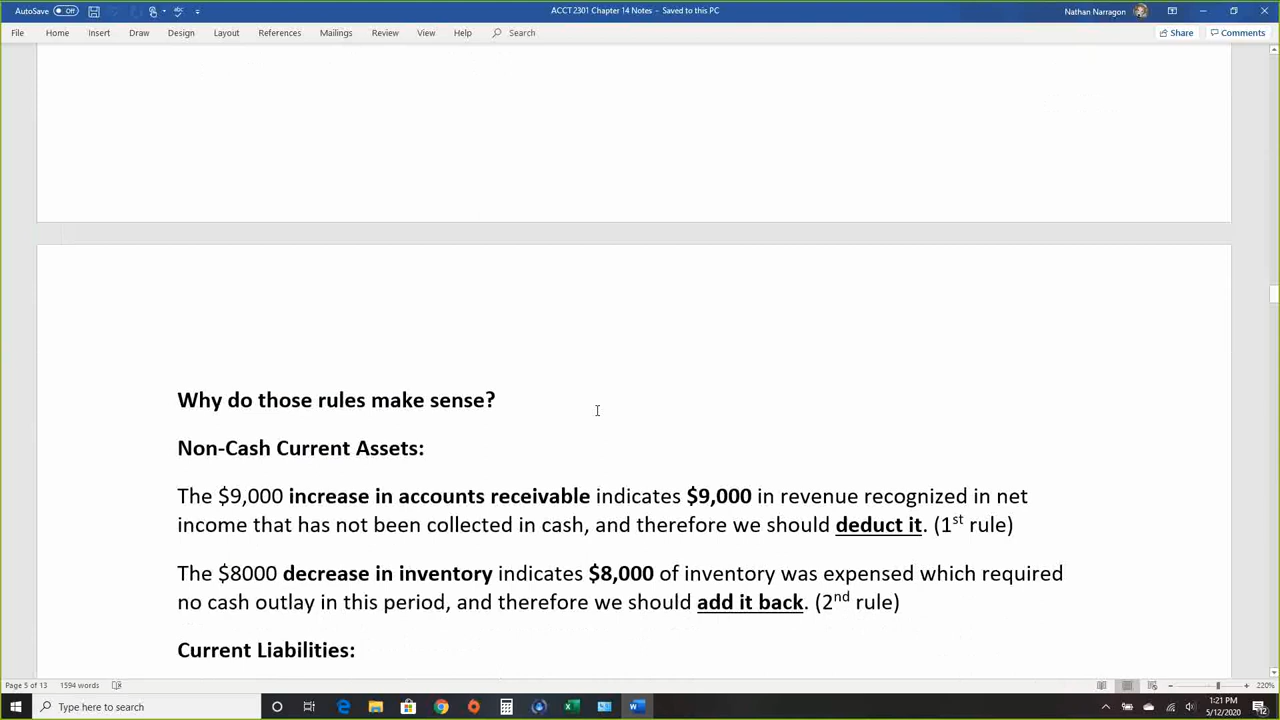 AutoSave Off ACCT 2301 Chapter 14 Notes - Saved to this PC Nathan Narragon
File Home Insert Draw Design Layout References Mailings Review View Help Search Share Comments
Why do those rules make sense?
Non-Cash Current Assets:
The $9,000 increase in accounts receivable indicates $9,000 in revenue recognized in net
income that has not been collected in cash, and therefore we should deduct it. (1st rule)
The $8000 decrease in inventory indicates $8,000 of inventory was expensed which required
no cash outlay in this period, and therefore we should add it back. (2nd rule)
Current Liabilities:
Page 5 of 13 1594 words 220%
Type here to search 1:21 PM
5/12/2020 12